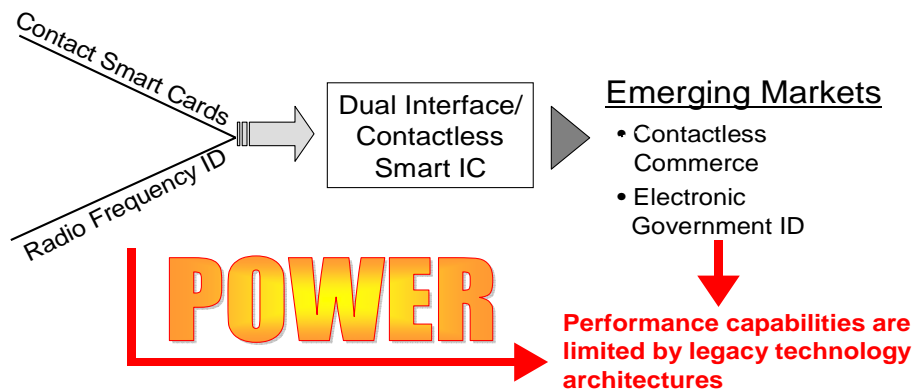 Contact Smart Cards
Radio Frequency ID
Dual Interface/
Contactless
Smart IC
Emerging Markets
• Contactless
Commerce
• Electronic
Government ID
POWER
Performance capabilities are
limited by legacy technology
architectures